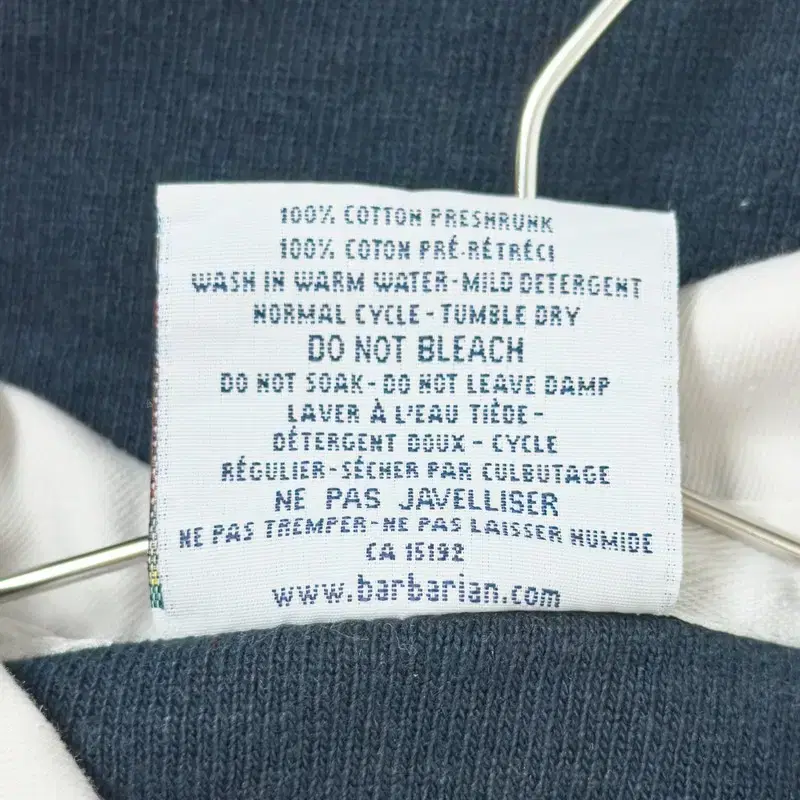 100% COTTON PRESHRUNK
100% COTON PRÉ-RÉTRÉCI
WASH IN WARM WATER-MILD DETERGENT
NORMAL CYCLE - TUMBLE DRY
DO NOT BLEACH
DO NOT SOAK - DO NOT LEAVE DAMP
LAVER À L'EAU TIÈDE-
DÉTERGENT DOUX - CYCLE
RÉGULIER-SÉCHER PAR CULBUTAGE
NE PAS JAVELLISER
NE PAS TREMPER-NE PAS LAISSER HUMIDE
CA 15192
www.barbarian.com